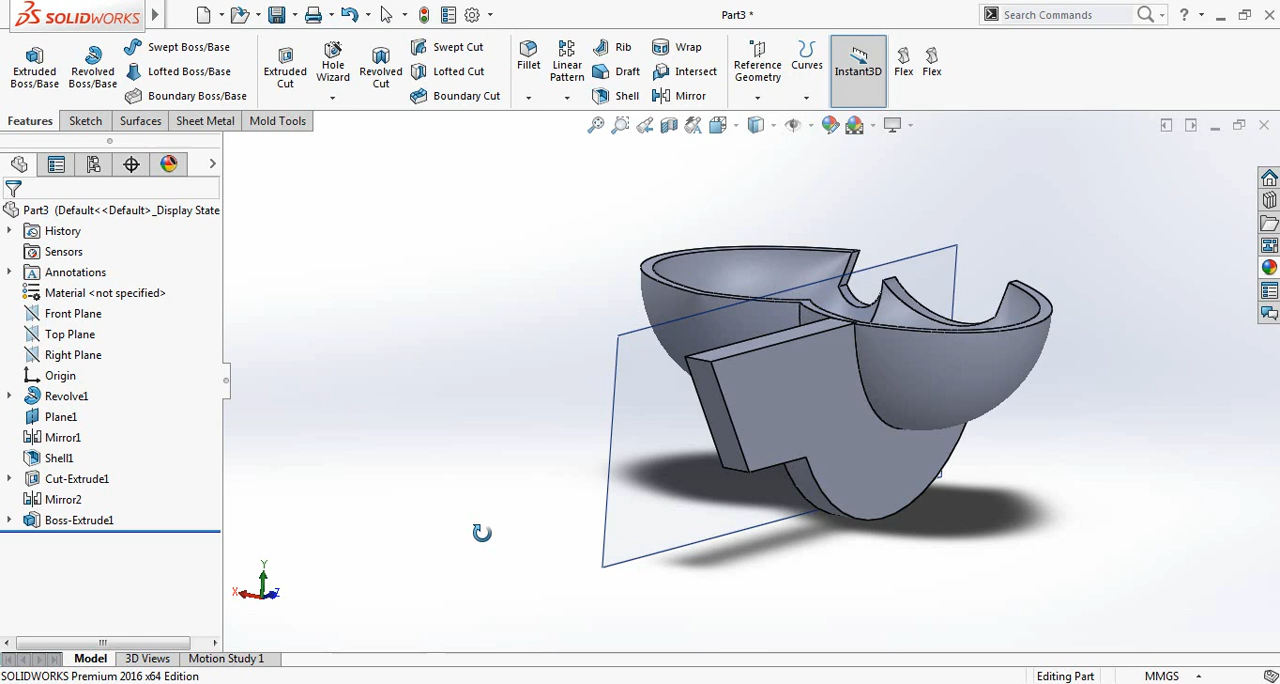 SOLIDWORKS
Part3 *
Search Commands
?
Extruded Boss/Base
Revolved Boss/Base
Swept Boss/Base
Lofted Boss/Base
Boundary Boss/Base
Extruded Cut
Hole Wizard
Revolved Cut
Swept Cut
Lofted Cut
Boundary Cut
Fillet
Linear Pattern
Rib
Draft
Shell
Wrap
Intersect
Mirror
Reference Geometry
Curves
Instant3D
Flex
Flex
Features
Sketch
Surfaces
Sheet Metal
Mold Tools
Part3 (Default<<Default>_Display State
History
Sensors
Annotations
Material <not specified>
Front Plane
Top Plane
Right Plane
Origin
Revolve1
Plane1
Mirror1
Shell1
Cut-Extrude1
Mirror2
Boss-Extrude1
Y
X
Z
Model
3D Views
Motion Study 1
SOLIDWORKS Premium 2016 x64 Edition
Editing Part
MMGS